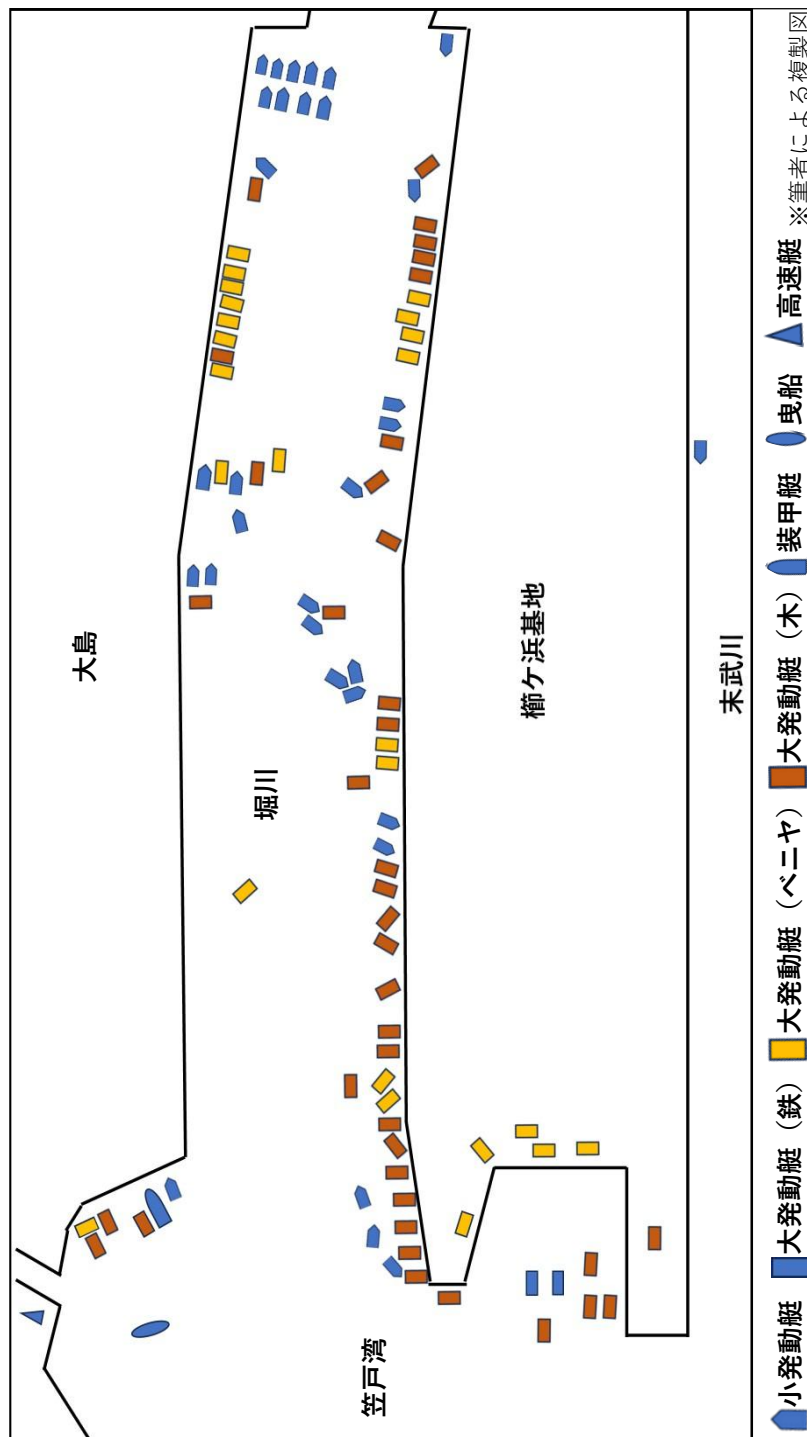 大島
堀川
櫛ケ浜基地
末武川
笠戸湾
小発動艇 大発動艇（鉄） 大発動艇（ベニヤ） 大発動艇（木） 装甲艇 曳船 高速艇
※筆者による複製図